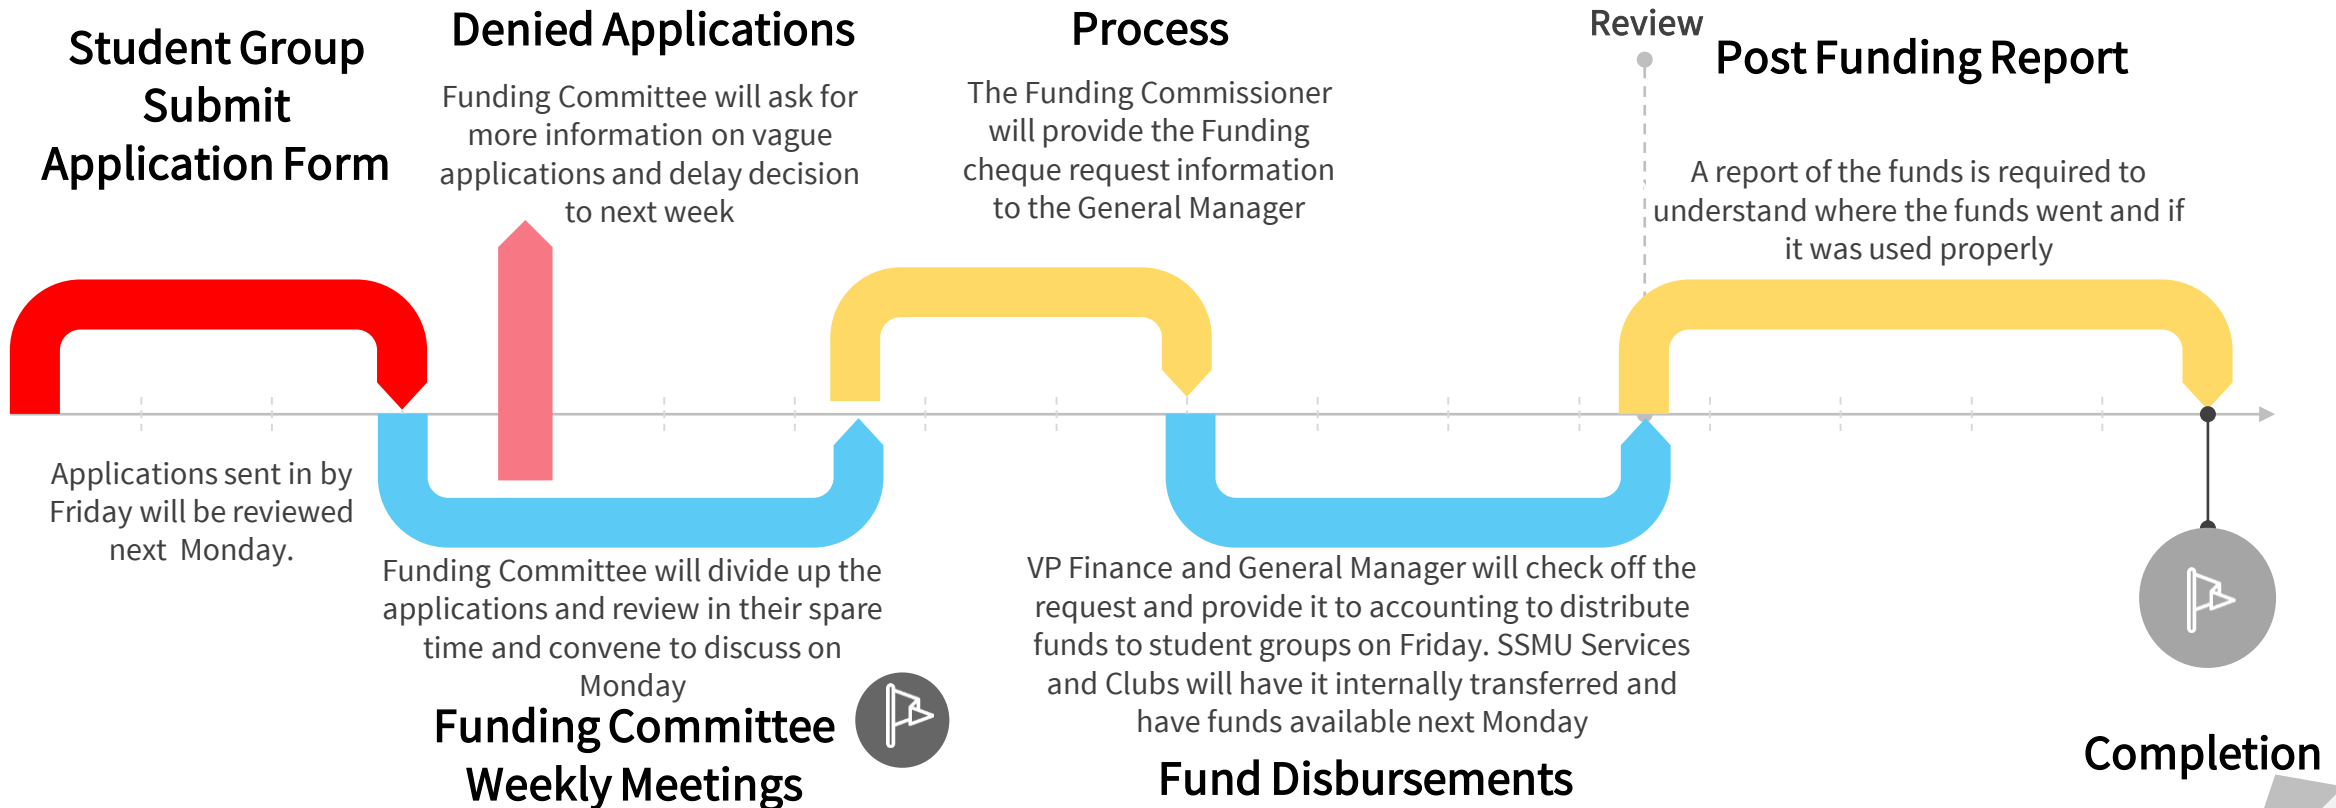 Student Group
Submit
Application Form
Applications sent in by
Friday will be reviewed
next  Monday.
Denied Applications
Funding Committee will ask for
more information on vague
applications and delay decision
to next week
Funding Committee will divide up the
applications and review in their spare
time and convene to discuss on
Monday
Funding Committee
Weekly Meetings
Process
The Funding Commissioner
will provide the Funding
cheque request information
to the General Manager
VP Finance and General Manager will check off the
request and provide it to accounting to distribute
funds to student groups on Friday. SSMU Services
and Clubs will have it internally transferred and
have funds available next Monday
Fund Disbursements
Review
Post Funding Report
A report of the funds is required to
understand where the funds went and if
it was used properly
Completion